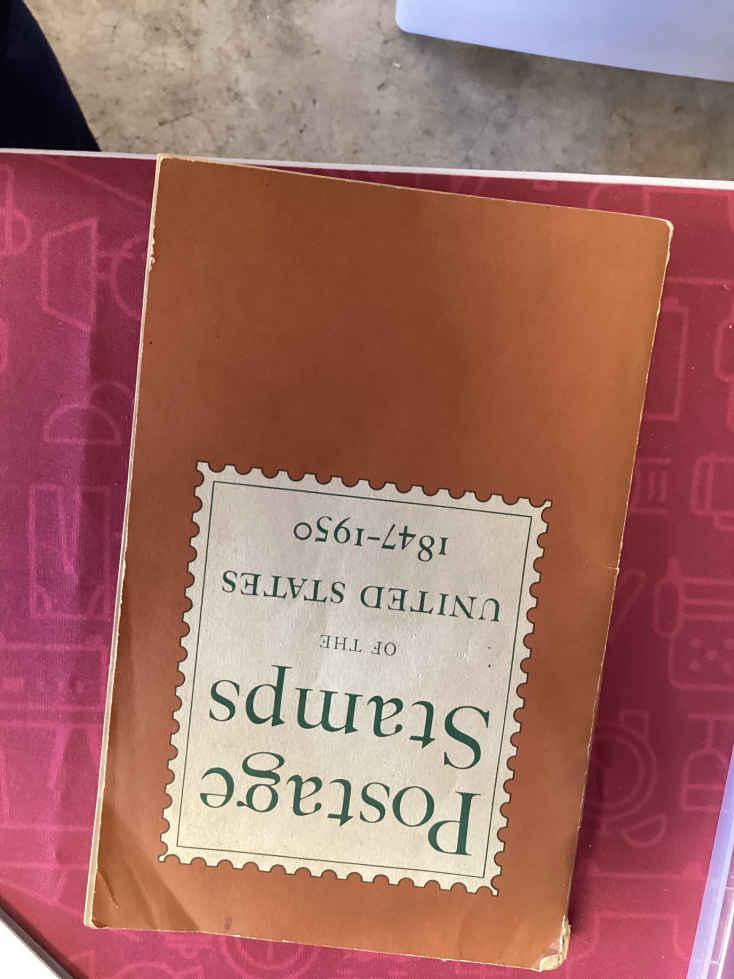 Postage
Stamps
OF THE
UNITED STATES
1847-1950